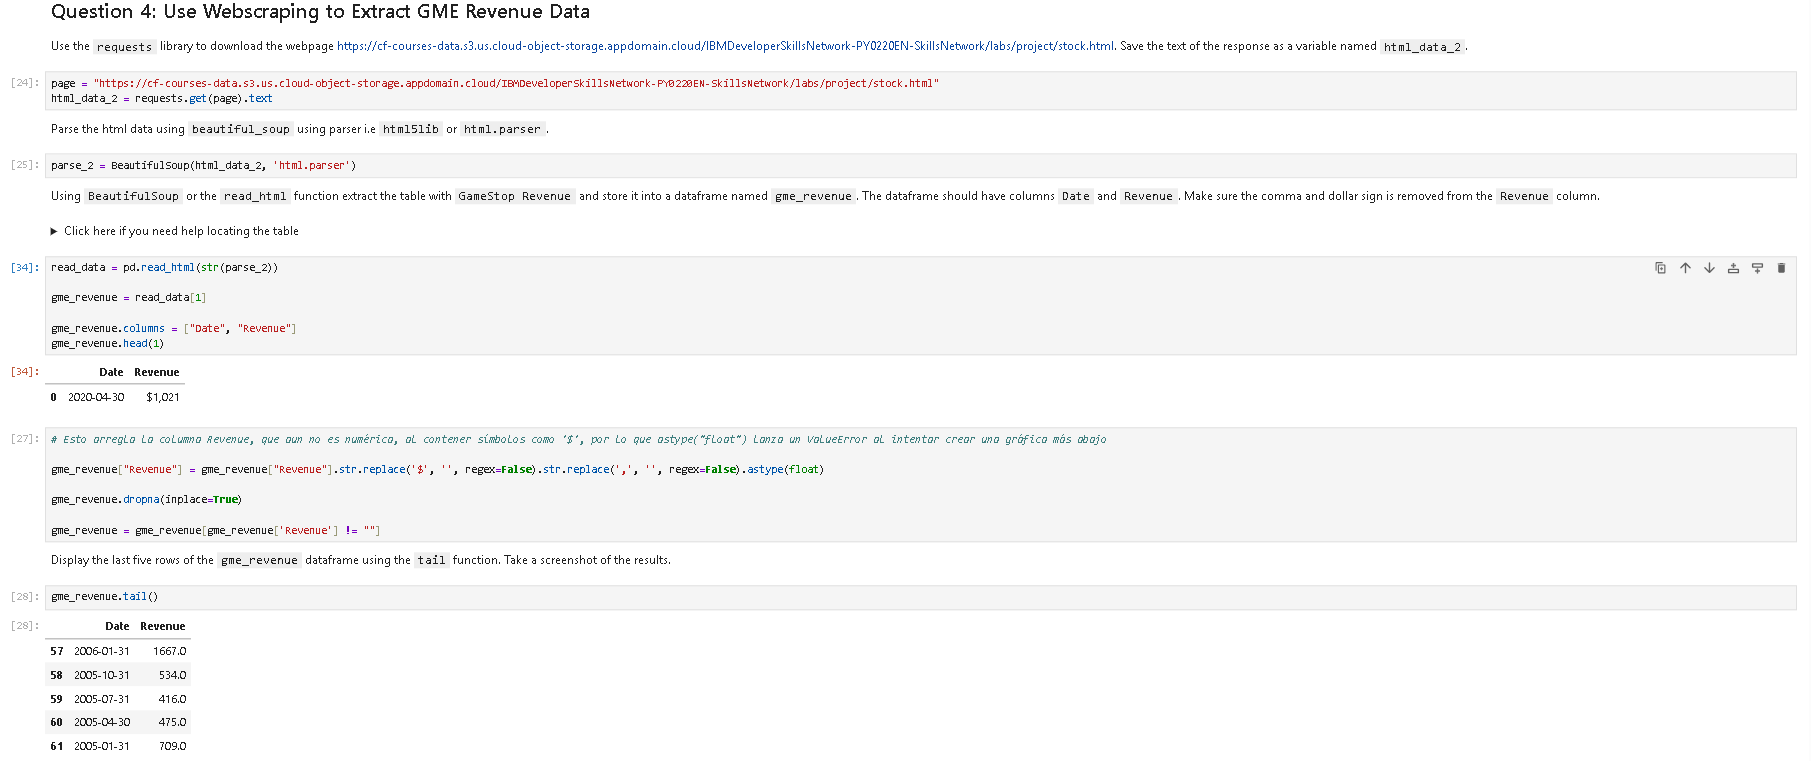 Question 4: Use Webscraping to Extract GME Revenue Data
Use the requests library to download the webpage https://cf-courses-data.s3.us.cloud-object-storage.appdomain.cloud/IBMDeveloperSkillsNetwork-PY0220EN-SkillsNetwork/labs/project/stock.html. Save the text of the response as a variable named html_data_2.
[24]: page = "https://cf-courses-data.s3.us.cloud-object-storage.appdomain.cloud/IBMDeveloperSkillsNetwork-PY0220EN-SkillsNetwork/labs/project/stock.html"
html_data_2 = requests.get(page).text
Parse the html data using beautiful_soup using parser i.e html5lib or html.parser.
[25]: parse_2 = BeautifulSoup(html_data_2, 'html.parser')
Using BeautifulSoup or the read_html function extract the table with GameStop Revenue and store it into a dataframe named gme_revenue. The dataframe should have columns Date and Revenue. Make sure the comma and dollar sign is removed from the Revenue column.
▶ Click here if you need help locating the table
[34]: read_data = pd.read_html(str(parse_2))
gme_revenue = read_data[1]
gme_revenue.columns = ["Date", "Revenue"]
gme_revenue.head(1)
[34]: Date Revenue
0 2020-04-30 $1,021
[27]: # Esto arregla la columna Revenue, que aun no es numérica, al contener símbolos como '$', por lo que astype("float") lanza un ValueError al intentar crear una gráfica más abajo
gme_revenue["Revenue"] = gme_revenue["Revenue"].str.replace('$', '', regex=False).str.replace(',', '', regex=False).astype(float)
gme_revenue.dropna(inplace=True)
gme_revenue = gme_revenue[gme_revenue['Revenue'] != ""]
Display the last five rows of the gme_revenue dataframe using the tail function. Take a screenshot of the results.
[28]: gme_revenue.tail()
[28]: Date Revenue
57 2006-01-31 1667.0
58 2005-10-31 534.0
59 2005-07-31 416.0
60 2005-04-30 475.0
61 2005-01-31 709.0